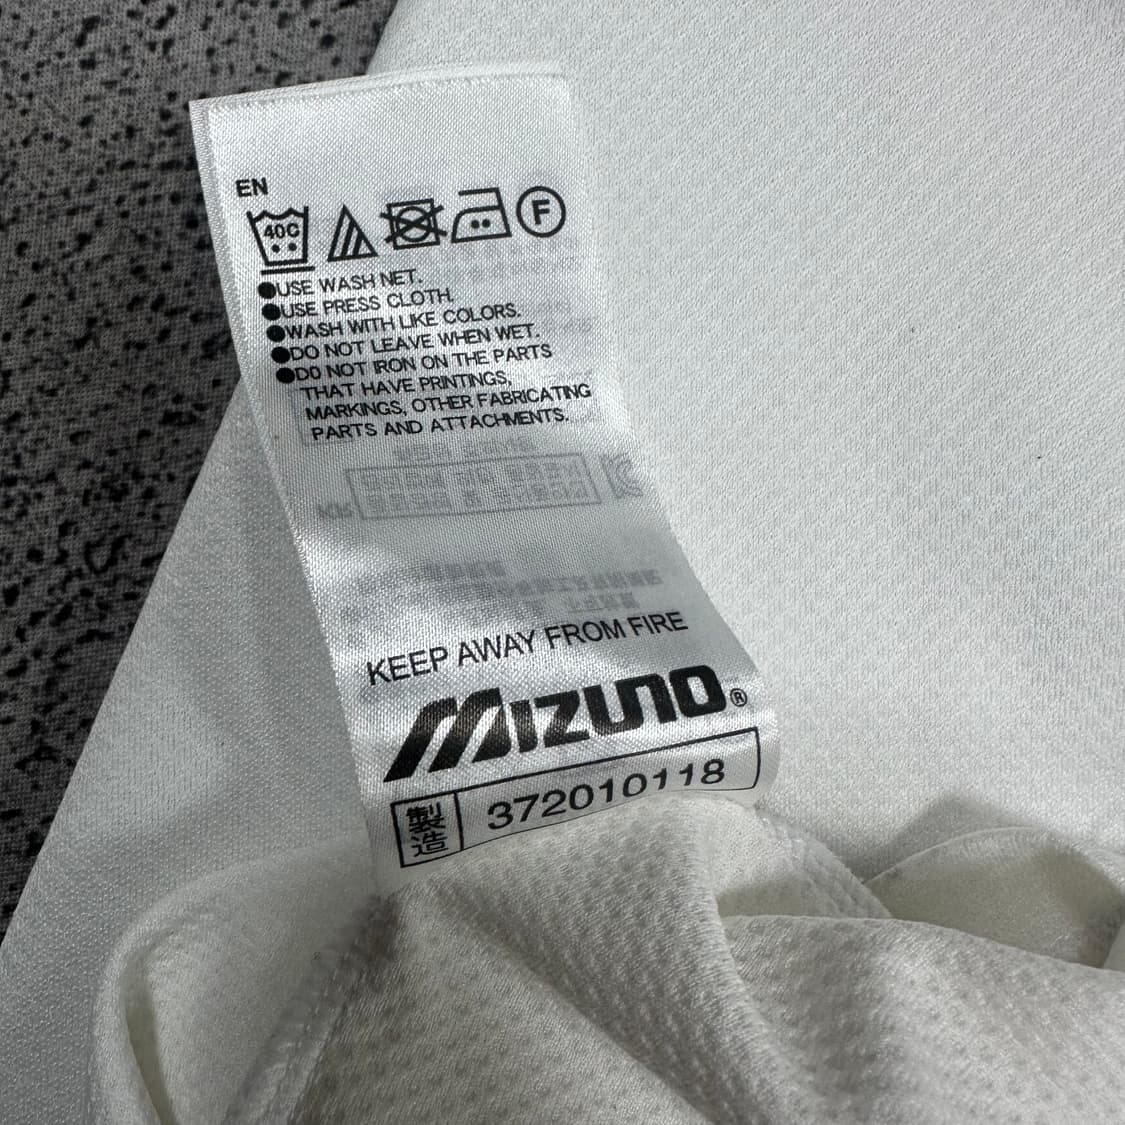 EN
40C
F
●USE WASH NET.
●USE PRESS CLOTH.
●WASH WITH LIKE COLORS.
●DO NOT LEAVE WHEN WET.
●DO NOT IRON ON THE PARTS
THAT HAVE PRINTINGS,
MARKINGS, OTHER FABRICATING
PARTS AND ATTACHMENTS.
KEEP AWAY FROM FIRE
MIZUNO®
製造 372010118